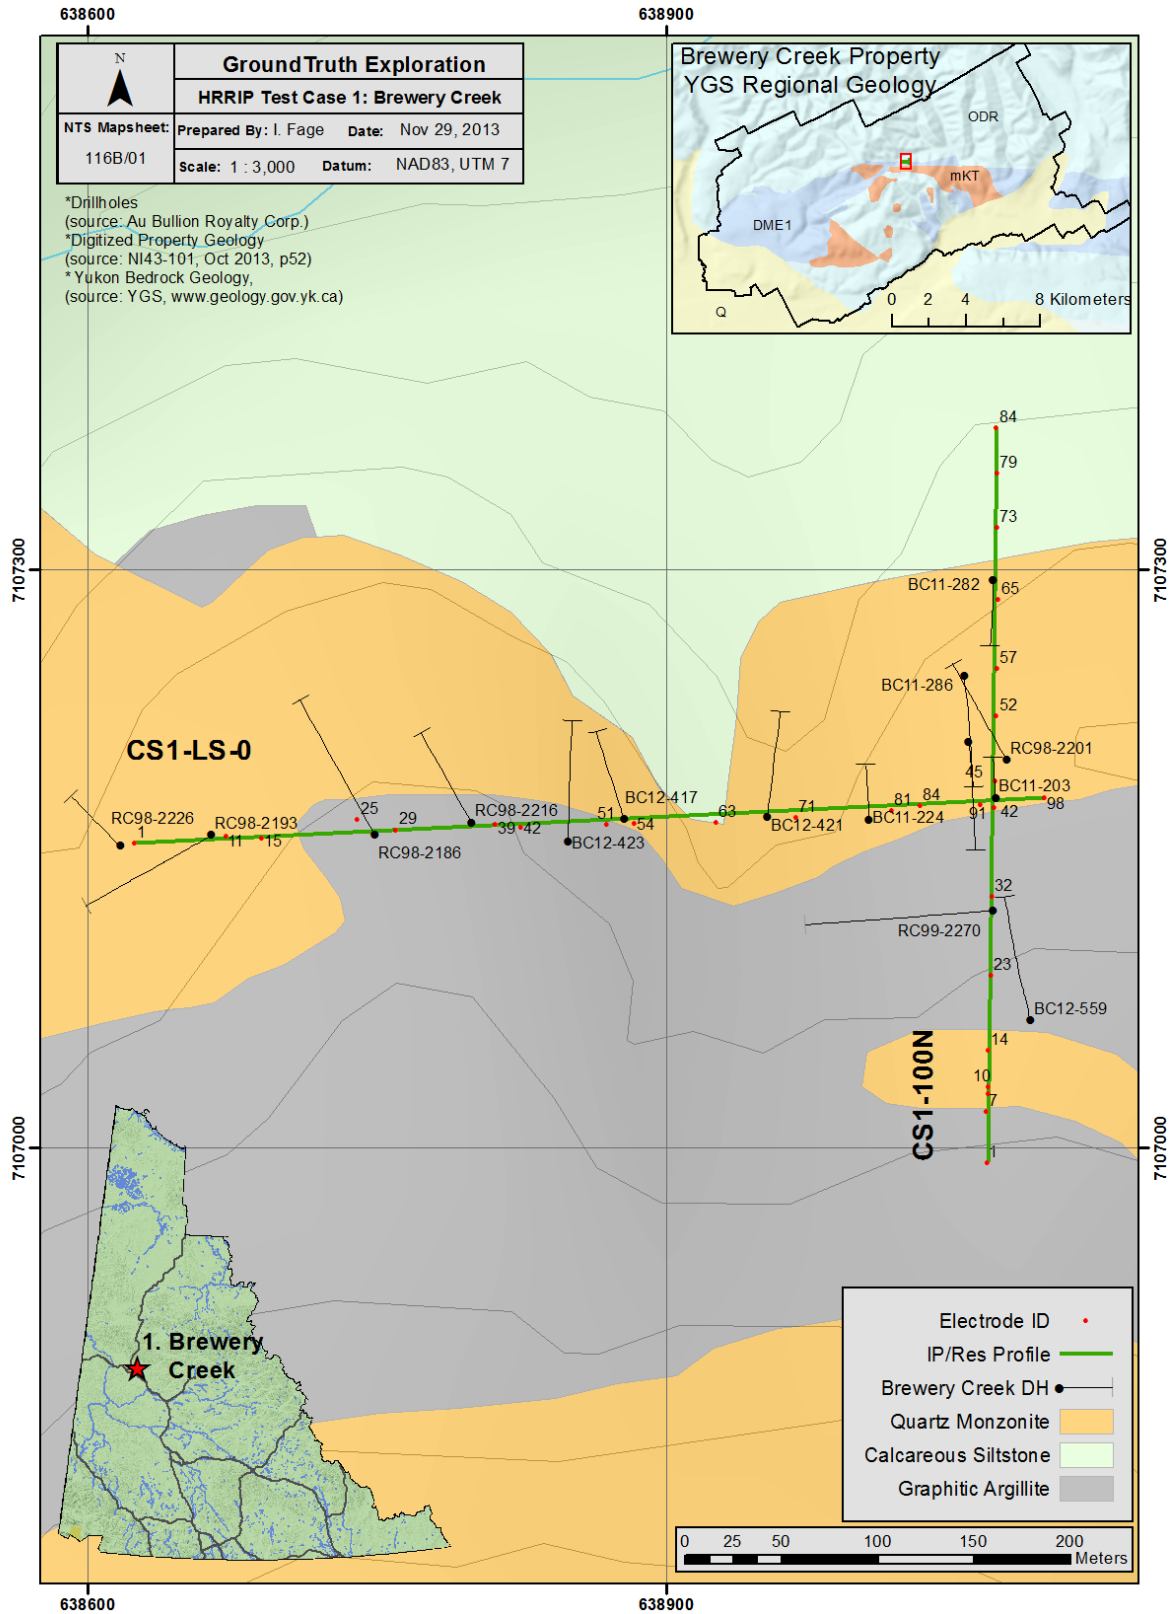 638600
638900
N
GroundTruth Exploration
HRRIP Test Case 1: Brewery Creek
NTS Mapsheet:
116B/01
Prepared By: I. Fage Date: Nov 29, 2013
Scale: 1 : 3,000 Datum: NAD83, UTM 7
*Drillholes
(source: Au Bullion Royalty Corp.)
*Digitized Property Geology
(source: NI43-101, Oct 2013, p52)
* Yukon Bedrock Geology,
(source: YGS, www.geology.gov.yk.ca)
Brewery Creek Property
YGS Regional Geology
ODR
mKT
DME1
Q
0 2 4 8 Kilometers
84
79
73
7107300
7107300
BC11-282
65
57
BC11-286
52
CS1-LS-0
RC98-2201
45
BC11-203
RC98-2226
1
RC98-2193
11
15
25
29
RC98-2186
RC98-2216
39
42
BC12-423
51
BC12-417
54
63
BC12-421
71
BC11-224
81
84
91
42
98
32
RC99-2270
23
BC12-559
14
10
7
1
CS1-100N
7107000
7107000
1. Brewery
Creek
Electrode ID
IP/Res Profile
Brewery Creek DH
Quartz Monzonite
Calcareous Siltstone
Graphitic Argillite
0 25 50 100 150 200
Meters
638600
638900